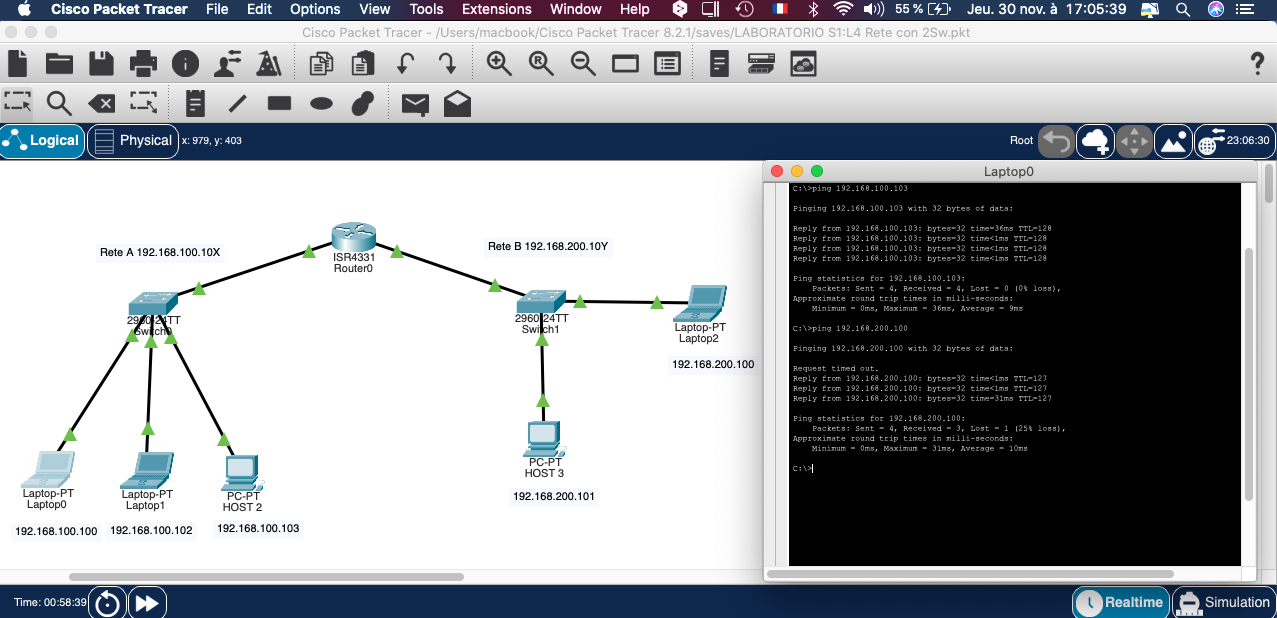 Cisco Packet Tracer File Edit Options View Tools Extensions Window Help 55 % Jeu. 30 nov. à 17:05:39
Cisco Packet Tracer - /Users/macbook/Cisco Packet Tracer 8.2.1/saves/LABORATORIO S1:L4 Rete con 2Sw.pkt
Logical Physical x: 979, y: 403 Root 23:06:30
Rete A 192.168.100.10X
Rete B 192.168.200.10Y
ISR4331
Router0
2960-24TT
Switch0
2960-24TT
Switch1
Laptop-PT
Laptop2
192.168.200.100
Laptop-PT
Laptop0
192.168.100.100
Laptop-PT
Laptop1
192.168.100.102
PC-PT
HOST 2
192.168.100.103
PC-PT
HOST 3
192.168.200.101
Laptop0
C:\>ping 192.168.100.103
Pinging 192.168.100.103 with 32 bytes of data:
Reply from 192.168.100.103: bytes=32 time=36ms TTL=128
Reply from 192.168.100.103: bytes=32 time<1ms TTL=128
Reply from 192.168.100.103: bytes=32 time<1ms TTL=128
Reply from 192.168.100.103: bytes=32 time<1ms TTL=128
Ping statistics for 192.168.100.103:
Packets: Sent = 4, Received = 4, Lost = 0 (0% loss),
Approximate round trip times in milli-seconds:
Minimum = 0ms, Maximum = 36ms, Average = 9ms
C:\>ping 192.168.200.100
Pinging 192.168.200.100 with 32 bytes of data:
Request timed out.
Reply from 192.168.200.100: bytes=32 time<1ms TTL=127
Reply from 192.168.200.100: bytes=32 time<1ms TTL=127
Reply from 192.168.200.100: bytes=32 time=31ms TTL=127
Ping statistics for 192.168.200.100:
Packets: Sent = 4, Received = 3, Lost = 1 (25% loss),
Approximate round trip times in milli-seconds:
Minimum = 0ms, Maximum = 31ms, Average = 10ms
C:\>
Time: 00:58:39 Realtime Simulation